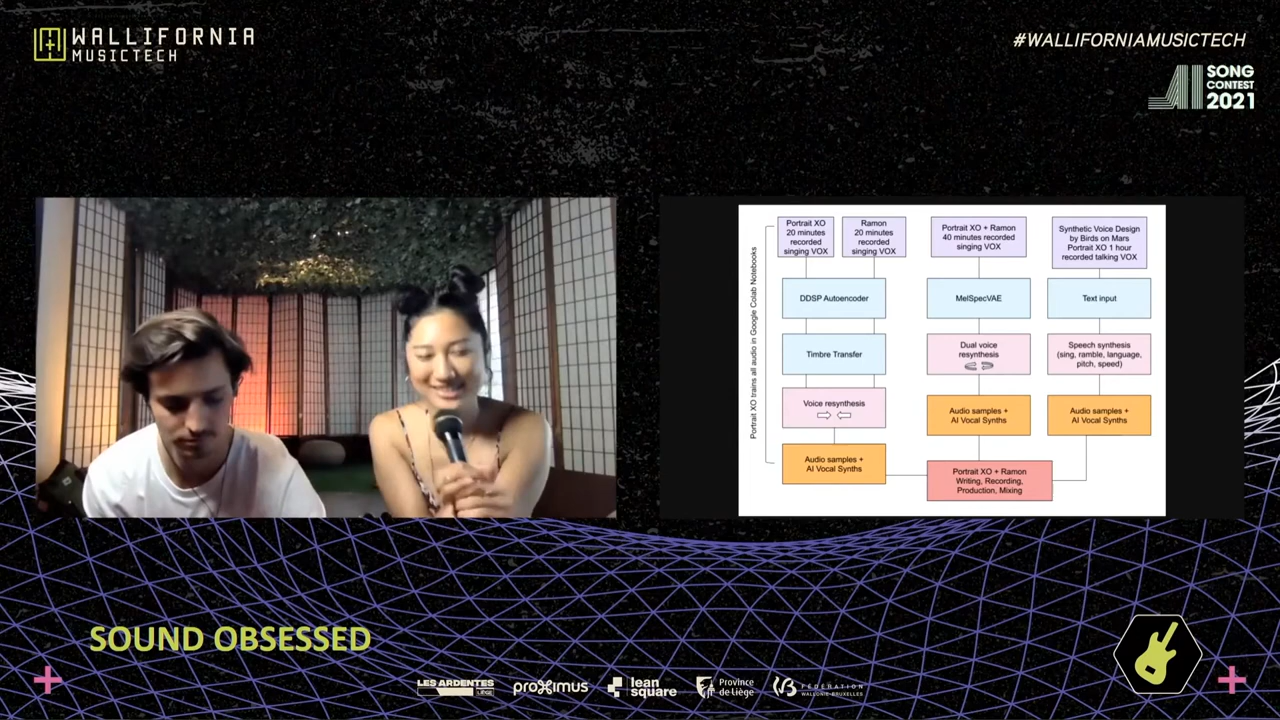 WALLIFORNIA
MUSICTECH
#WALLIFORNIAMUSICTECH
AI SONG
CONTEST
2021
Portrait XO trains all audio in Google Colab Notebooks
Portrait XO
20 minutes
recorded
singing VOX
Ramon
20 minutes
recorded
singing VOX
Portrait XO + Ramon
40 minutes recorded
singing VOX
Synthetic Voice Design
by Birds on Mars
Portrait XO 1 hour
recorded talking VOX
DDSP Autoencoder
MelSpecVAE
Text input
Timbre Transfer
Dual voice
resynthesis
Speech synthesis
(sing, ramble, language,
pitch, speed)
Voice resynthesis
Audio samples +
AI Vocal Synths
Audio samples +
AI Vocal Synths
Audio samples +
AI Vocal Synths
Portrait XO + Ramon
Writing, Recording,
Production, Mixing
SOUND OBSESSED
LES ARDENTES
LIÈGE
proximus
lean
square
Province
de Liège
FÉDÉRATION
WALLONIE-BRUXELLES